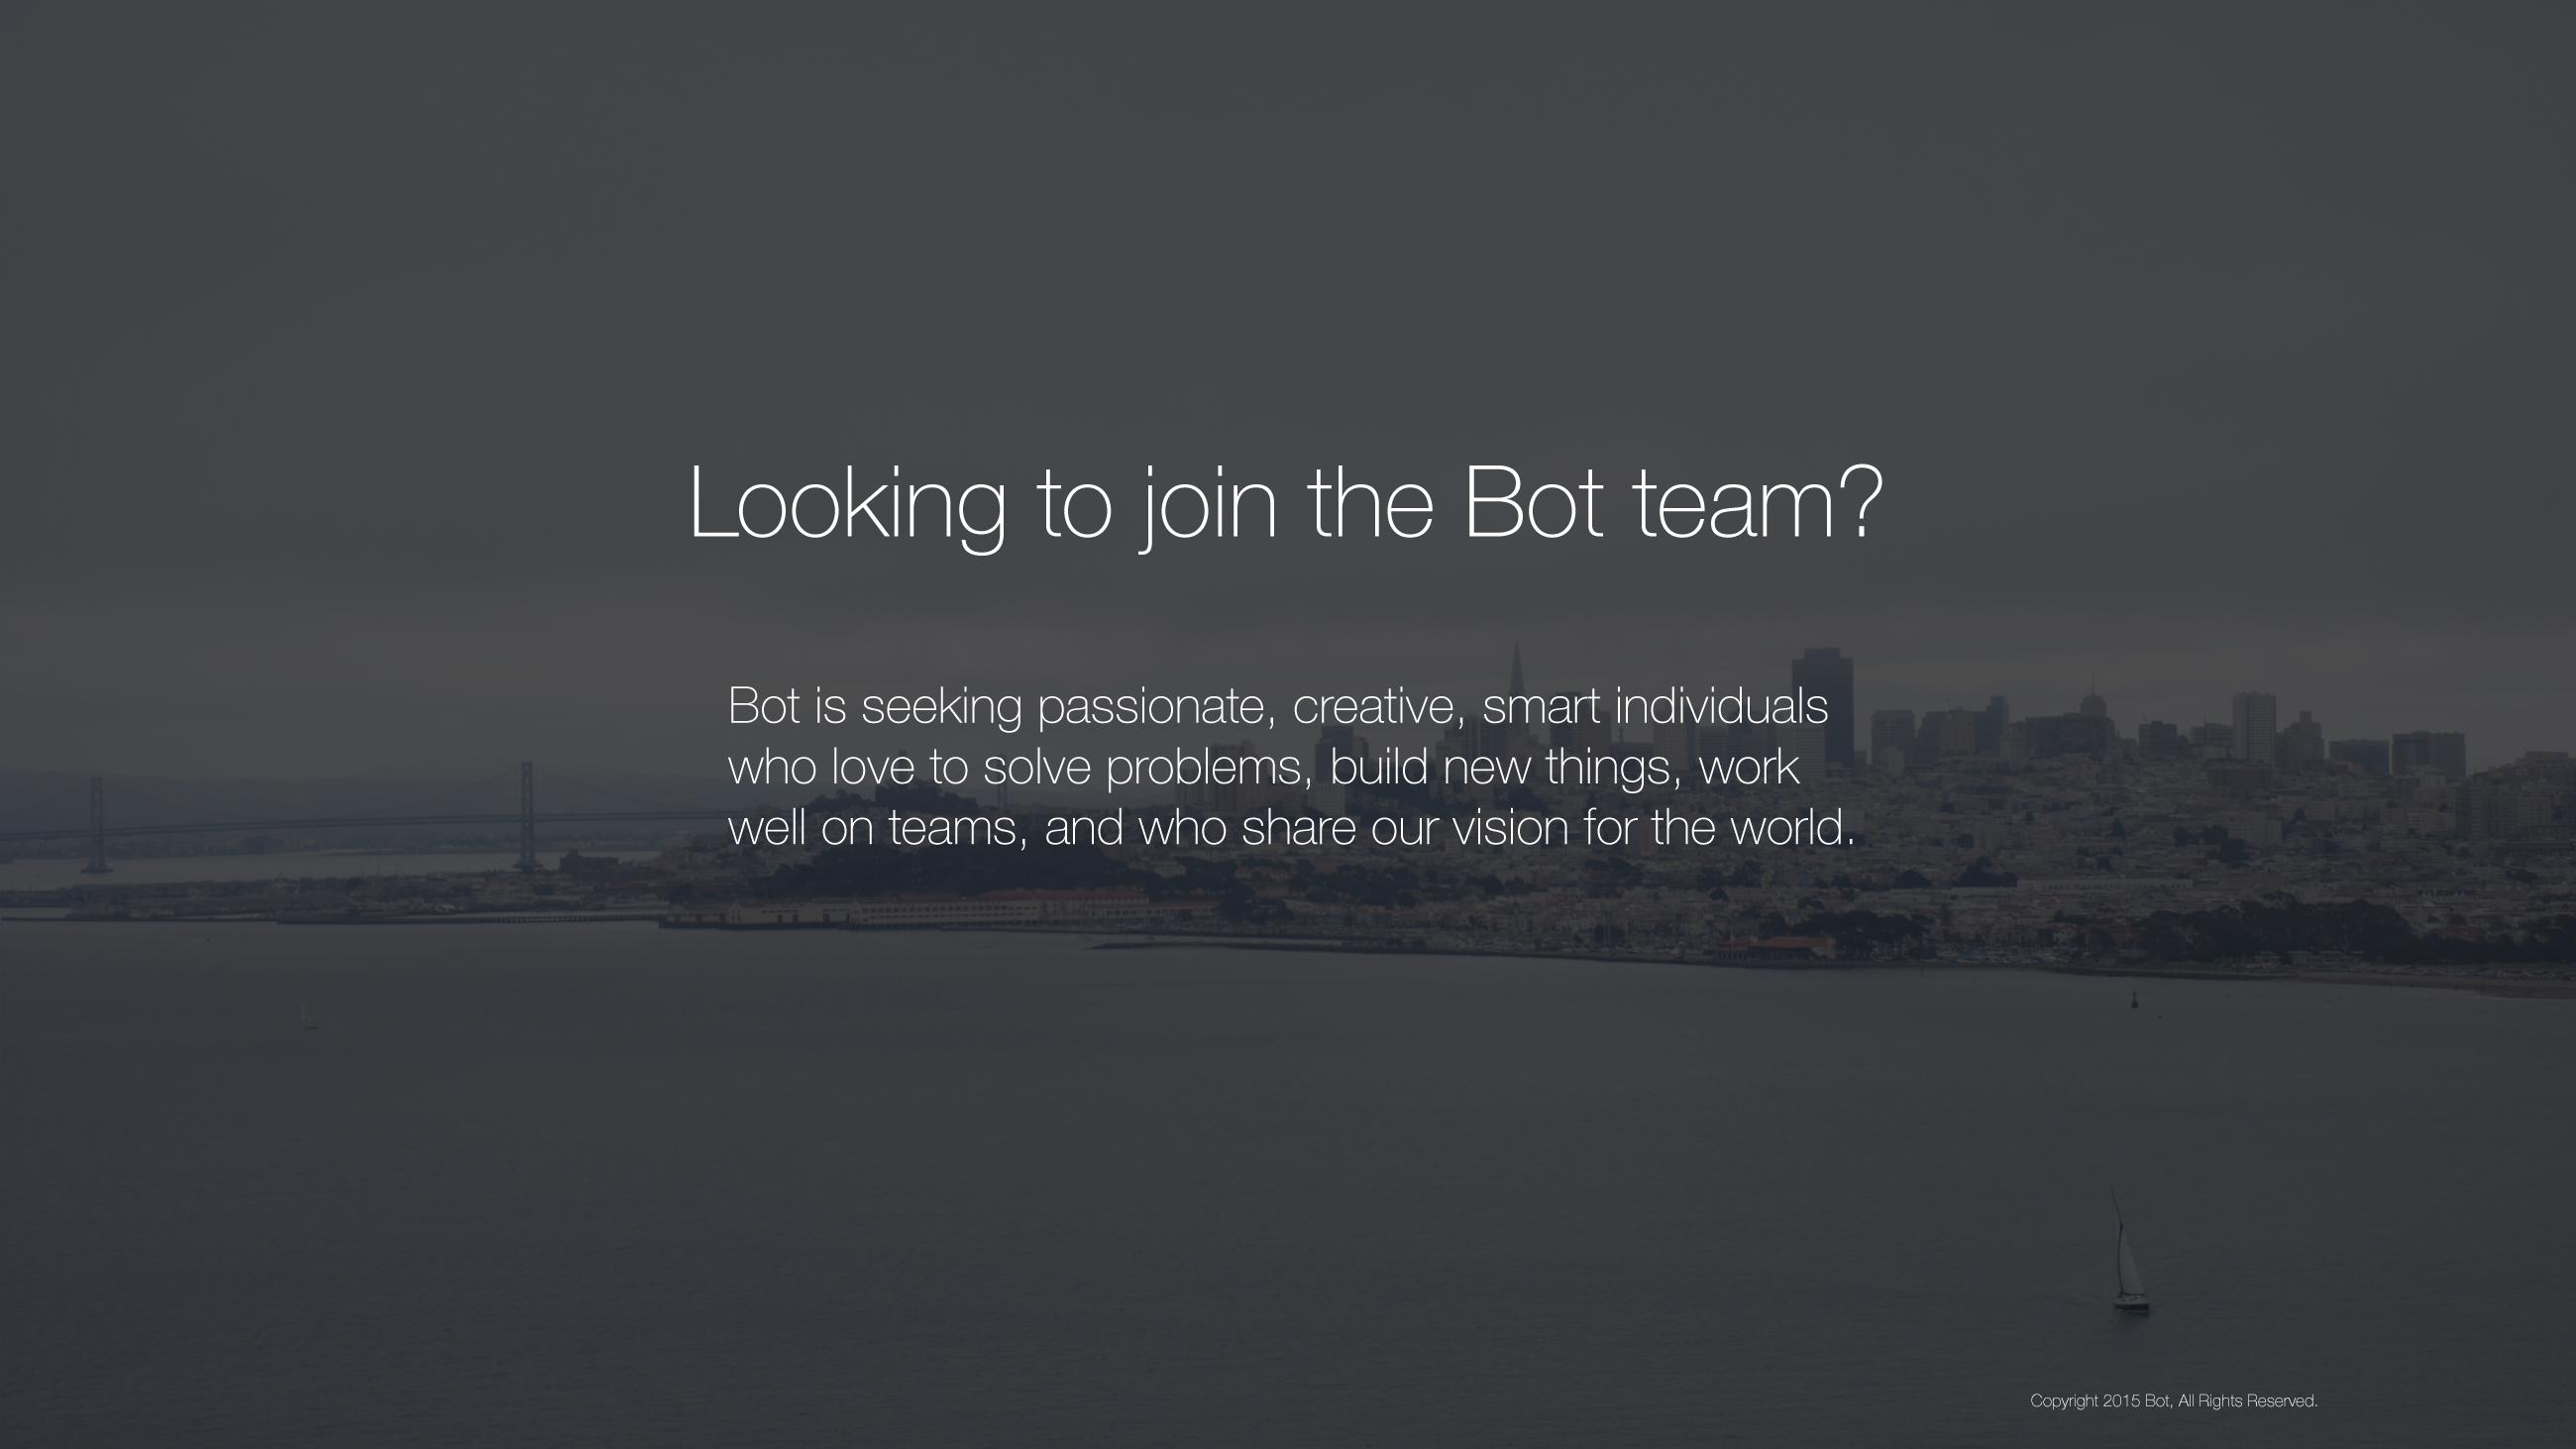 Looking to join the Bot team?
Bot is seeking passionate, creative, smart individuals
who love to solve problems, build new things, work
well on teams, and who share our vision for the world.
Copyright 2015 Bot, All Rights Reserved.